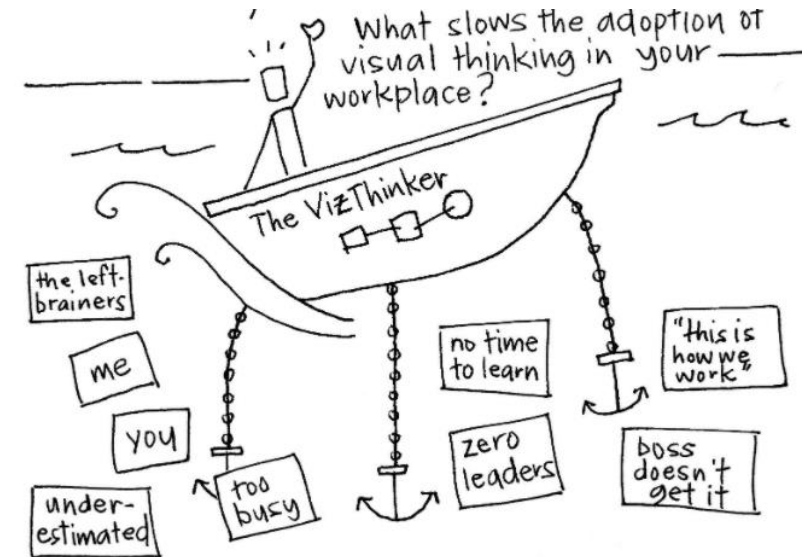 What slows the adoption of
visual thinking in your
workplace?
The VizThinker
the left-
brainers
me
you
under-
estimated
too
busy
no time
to learn
zero
leaders
"this is
how we
work"
boss
doesn't
get it